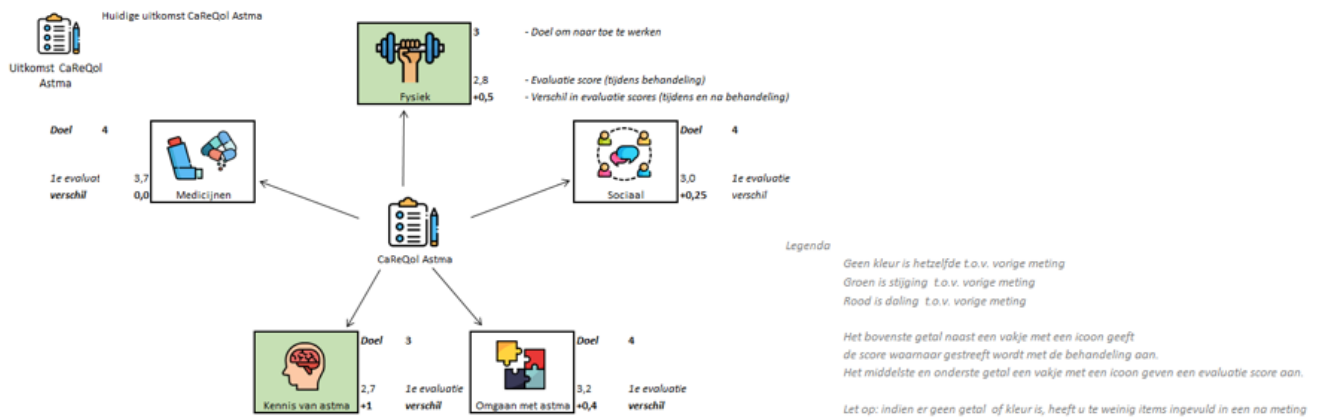 Huidige uitkomst CaReQol Astma
Uitkomst CaReQol
Astma
3 - Doel om naar toe te werken
2,8 - Evaluatie score (tijdens behandeling)
Fysiek +0,5 - Verschil in evaluatie scores (tijdens en na behandeling)
Doel 4
1e evaluat 3,7
verschil 0,0 Medicijnen
Doel 4
3,0 1e evaluatie
Sociaal +0,25 verschil
CaReQol Astma
Doel 3
2,7 1e evaluatie
Kennis van astma +1 verschil
Doel 4
3,2 1e evaluatie
Omgaan met astma +0,4 verschil
Legenda
Geen kleur is hetzelfde t.o.v. vorige meting
Groen is stijging t.o.v. vorige meting
Rood is daling t.o.v. vorige meting
Het bovenste getal naast een vakje met een icoon geeft
de score waarnaar gestreeft wordt met de behandeling aan.
Het middelste en onderste getal een vakje met een icoon geven een evaluatie score aan.
Let op: indien er geen getal of kleur is, heeft u te weinig items ingevuld in een na meting